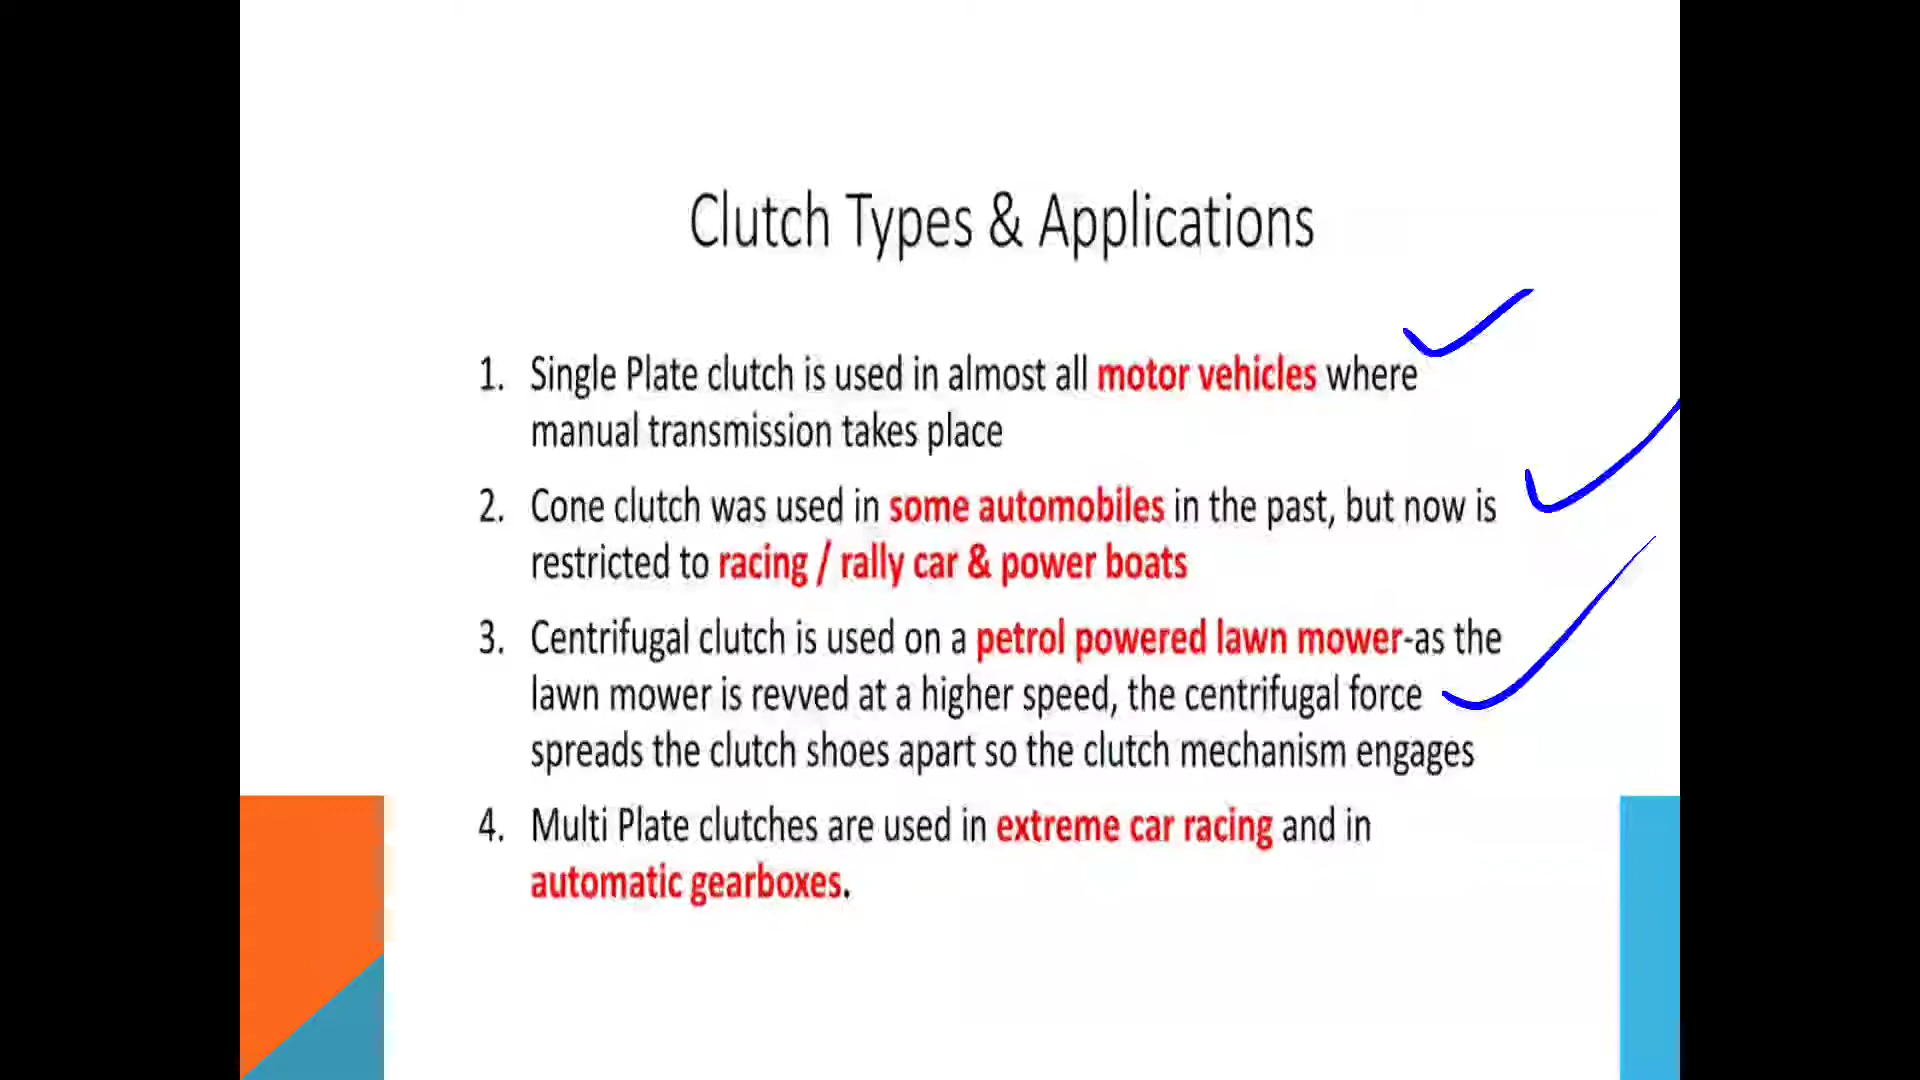 Clutch Types & Applications
1. Single Plate clutch is used in almost all motor vehicles where
manual transmission takes place
2. Cone clutch was used in some automobiles in the past, but now is
restricted to racing / rally car & power boats
3. Centrifugal clutch is used on a petrol powered lawn mower-as the
lawn mower is revved at a higher speed, the centrifugal force
spreads the clutch shoes apart so the clutch mechanism engages
4. Multi Plate clutches are used in extreme car racing and in
automatic gearboxes.